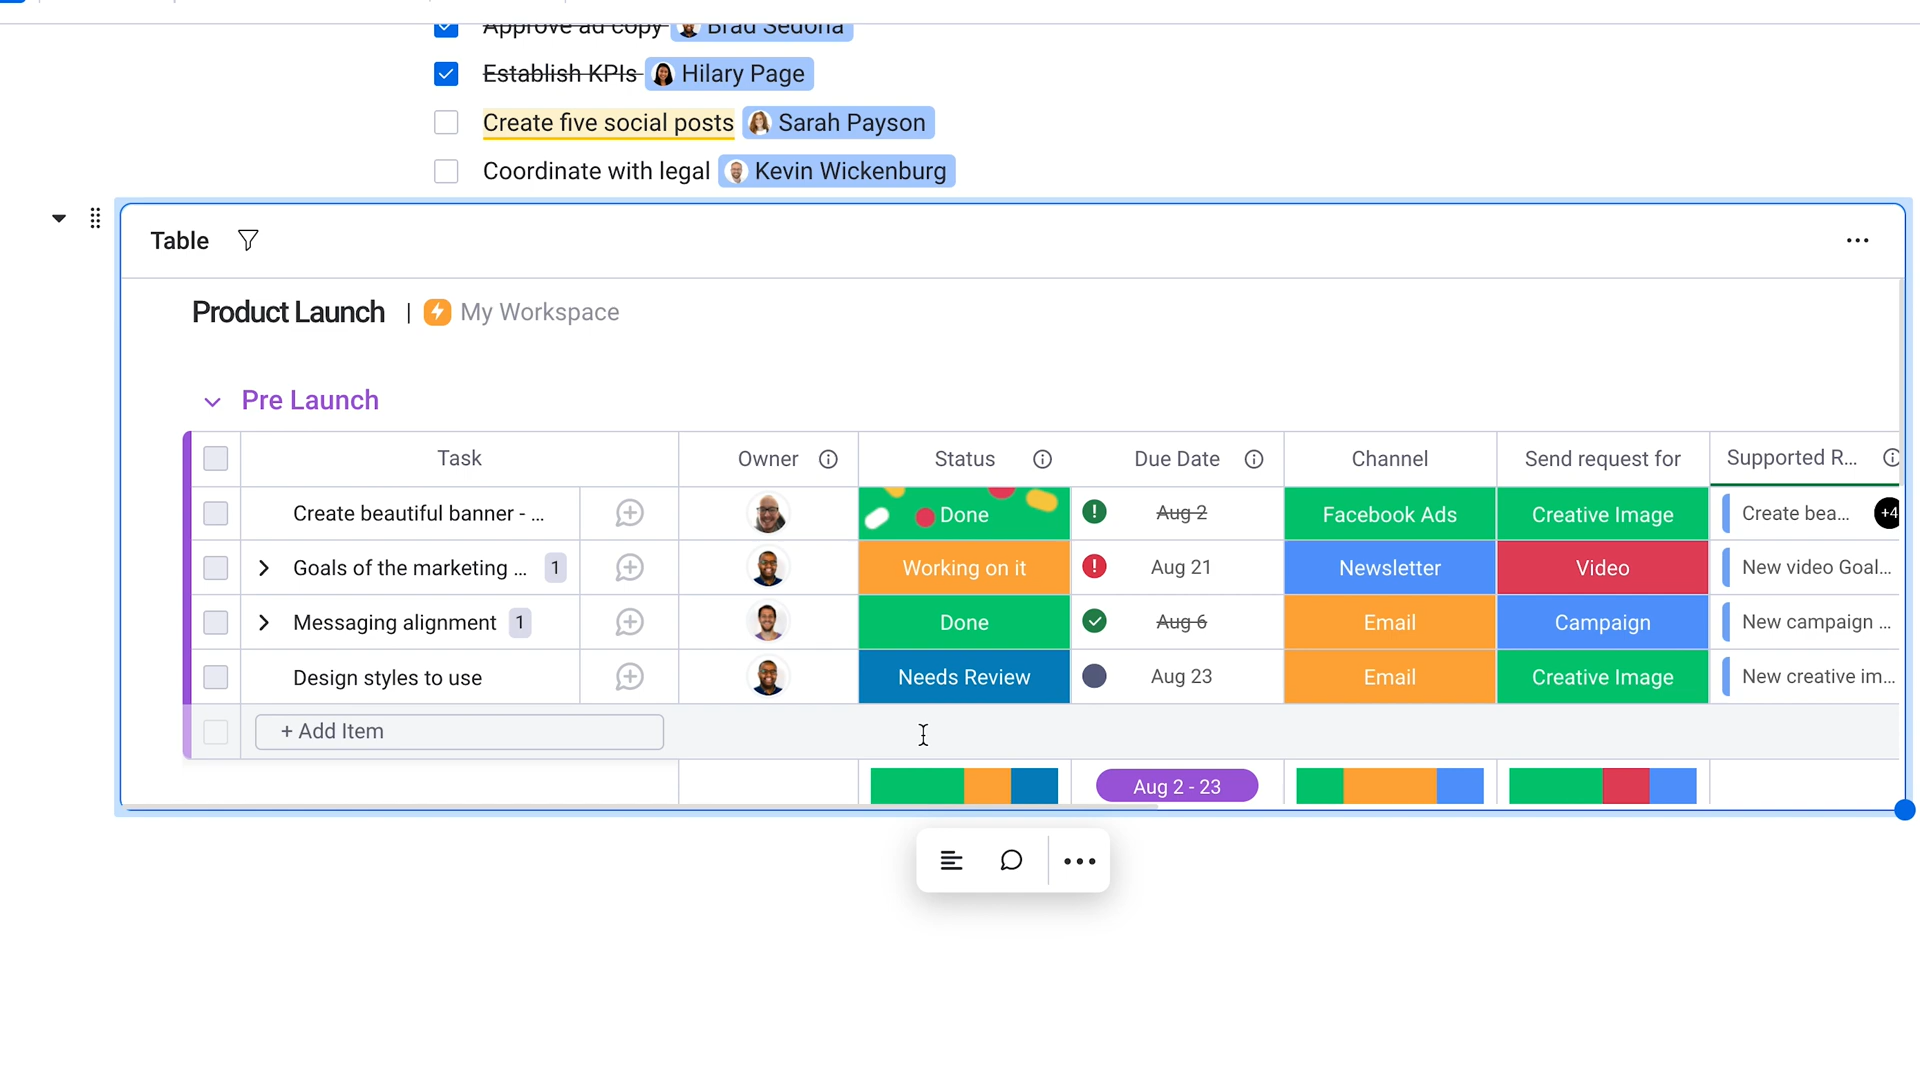 Approve ad copy Brad Sedona
Establish KPIs Hilary Page
Create five social posts Sarah Payson
Coordinate with legal Kevin Wickenburg
Table
Product Launch | My Workspace
Pre Launch
Task Owner Status Due Date Channel Send request for Supported R...
Create beautiful banner - ... Done Aug 2 Facebook Ads Creative Image Create bea... +4
Goals of the marketing ... 1 Working on it Aug 21 Newsletter Video New video Goal...
Messaging alignment 1 Done Aug 6 Email Campaign New campaign ...
Design styles to use Needs Review Aug 23 Email Creative Image New creative im...
+ Add Item
Aug 2 - 23